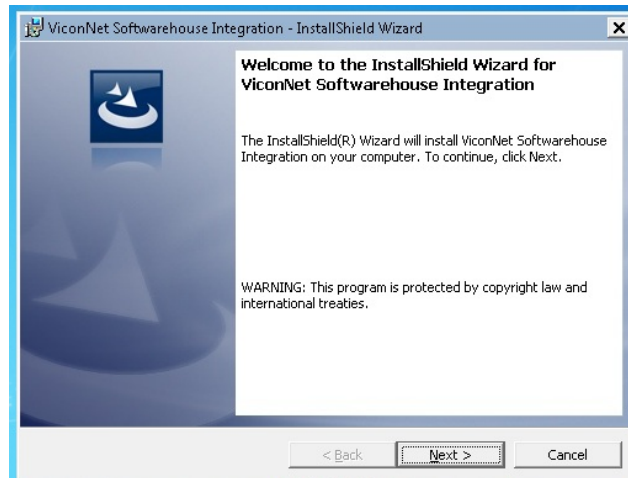 ViconNet Softwarehouse Integration - InstallShield Wizard
Welcome to the InstallShield Wizard for
ViconNet Softwarehouse Integration
The InstallShield(R) Wizard will install ViconNet Softwarehouse
Integration on your computer. To continue, click Next.
WARNING: This program is protected by copyright law and
international treaties.
< Back
Next >
Cancel